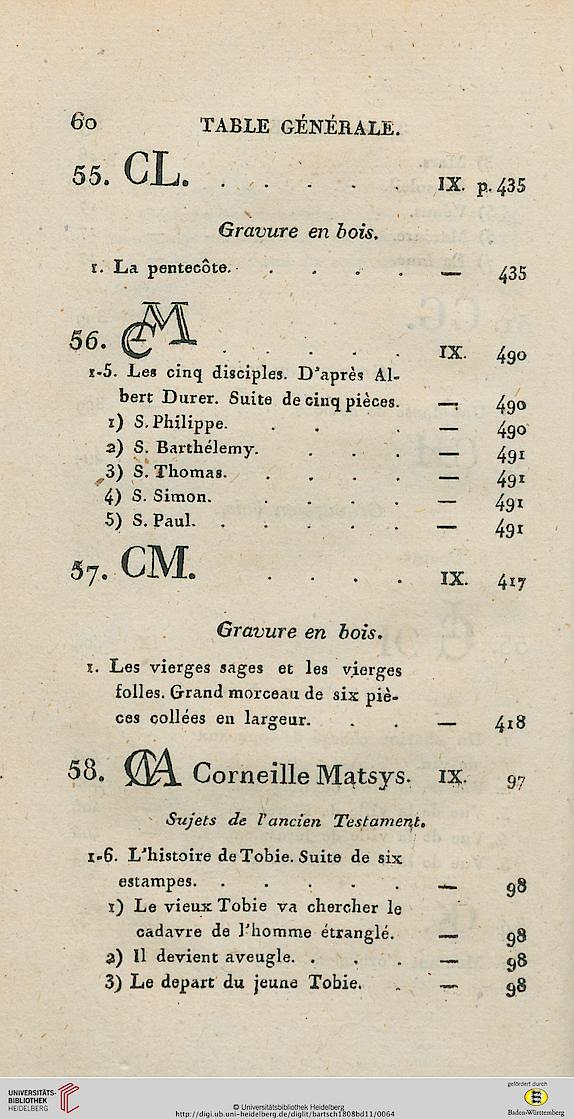 60 TABLE GÉNÉRALE.
55. CL. . . . . . IX. p. 435
Gravure en bois.
1. La pentecôte. . . . . — 435
56. CM . . . . . IX. 490
1-5. Les cinq disciples. D'après Al-
bert Durer. Suite de cinq pièces. — 490
1) S. Philippe. . . . — 490
2) S. Barthélemy. . . . — 491
3) S. Thomas. . . . . — 491
4) S. Simon. . . . — 491
5) S. Paul. . . . . — 491
57. CM. . . . . IX. 417
Gravure en bois.
1. Les vierges sages et les vierges
folles. Grand morceau de six piè-
ces collées en largeur. . . — 418
58. Corneille Matsys. IX. 97
Sujets de l'ancien Testament.
1-6. L'histoire de Tobie. Suite de six
estampes. . . . . . — 98
1) Le vieux Tobie va chercher le
cadavre de l'homme étranglé. — 98
2) Il devient aveugle. . . . — 98
3) Le depart du jeune Tobie. . — 98
UNIVERSITÄTS-
BIBLIOTHEK
HEIDELBERG
© Universitätsbibliothek Heidelberg
http://digi.ub.uni-heidelberg.de/diglit/bartsch1808bd11/0064
gefördert durch
Baden-Württemberg